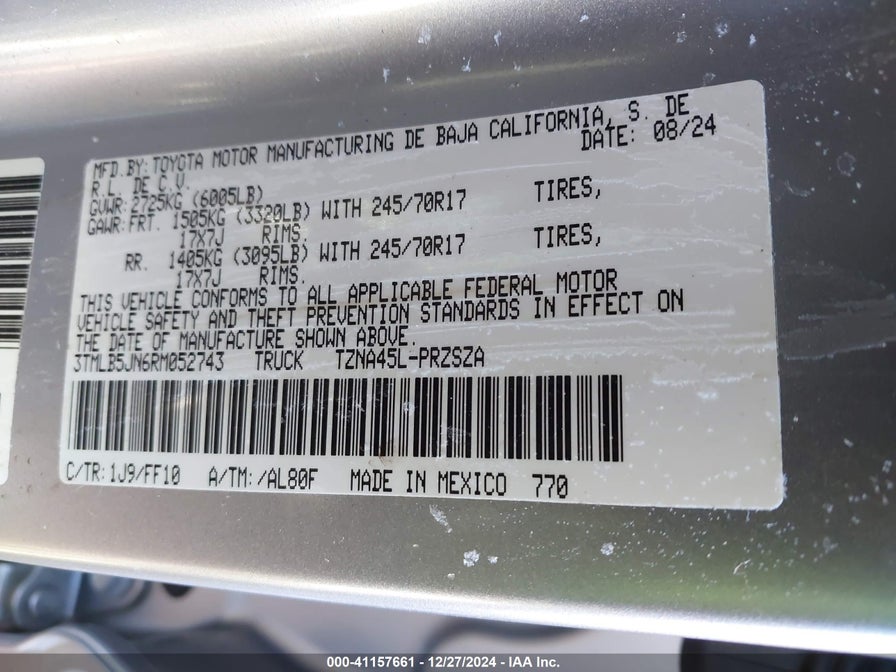 MFD.BY:TOYOTA MOTOR MANUFACTURING DE BAJA CALIFORNIA, S. DE
R.L. DE C.V. DATE: 08/24
GVWR:2725KG (6005LB)
GAWR:FRT. 1505KG (3320LB) WITH 245/70R17 TIRES,
17X7J RIMS.
RR. 1405KG (3095LB) WITH 245/70R17 TIRES,
17X7J RIMS.
THIS VEHICLE CONFORMS TO ALL APPLICABLE FEDERAL MOTOR
VEHICLE SAFETY AND THEFT PREVENTION STANDARDS IN EFFECT ON
THE DATE OF MANUFACTURE SHOWN ABOVE.
3TMLB5JN6RM052743 TRUCK TZNA45L-PRZSZA
C/TR:1J9/FF10 A/TM:/AL80F MADE IN MEXICO 770
000-41157661 - 12/27/2024 - IAA Inc.